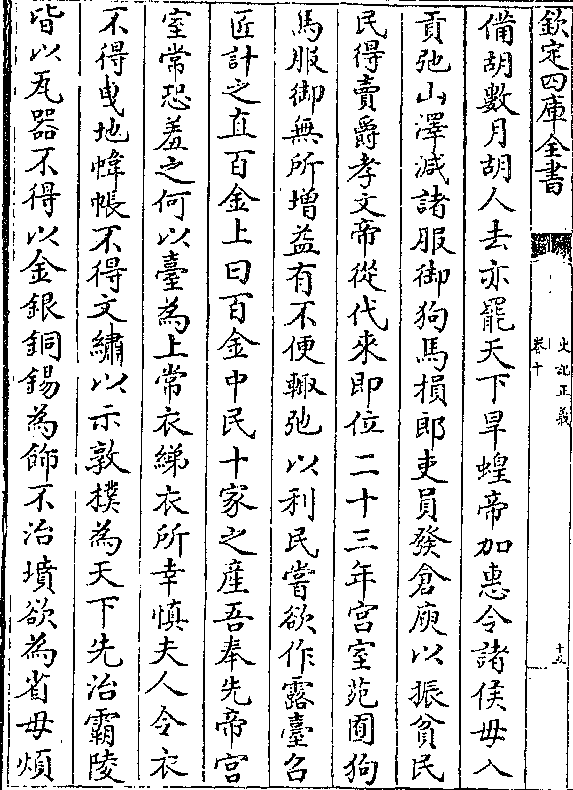 欽定四庫全書
史記正義
卷十
十五
備胡數月胡人去亦罷天下旱蝗帝加惠令諸侯毋入
貢弛山澤減諸服御狗馬損郎吏員發倉庾以振貧民
民得賣爵孝文帝從代來即位二十三年宫室苑囿狗
馬服御無所增益有不便輙弛以利民嘗欲作露臺召
匠計之直百金上曰百金中民十家之産吾奉先帝宫
室常恐羞之何以臺為上常衣綈衣所幸慎夫人令衣
不得曳地幃帳不得文繡以示敦樸為天下先治霸陵
皆以瓦器不得以金銀銅錫為飾不治墳欲為省毋煩